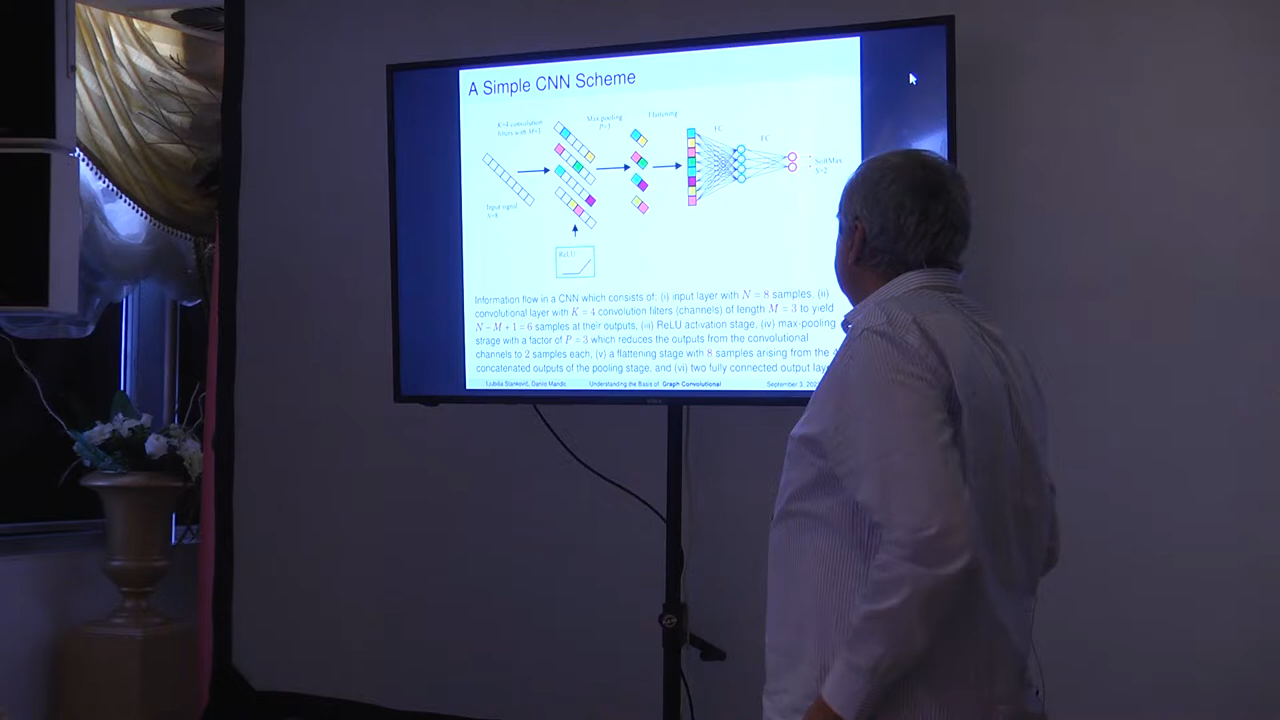 A Simple CNN Scheme
K=4 convolution
filters with M=3
Max pooling
P=3
Flattening
FC
FC
SoftMax
S=2
Input signal
N=8
ReLU
Information flow in a CNN which consists of: (i) input layer with N = 8 samples, (ii)
convolutional layer with K = 4 convolution filters (channels) of length M = 3 to yield
N − M + 1 = 6 samples at their outputs, (iii) ReLU activation stage, (iv) max-pooling
strage with a factor of P = 3 which reduces the outputs from the convolutional
channels to 2 samples each, (v) a flattening stage with 8 samples arising from the 4
concatenated outputs of the pooling stage, and (vi) two fully connected output
Ljubiša Stanković, Danilo Mandic Understanding the Basis of Graph Convolutional September 3,